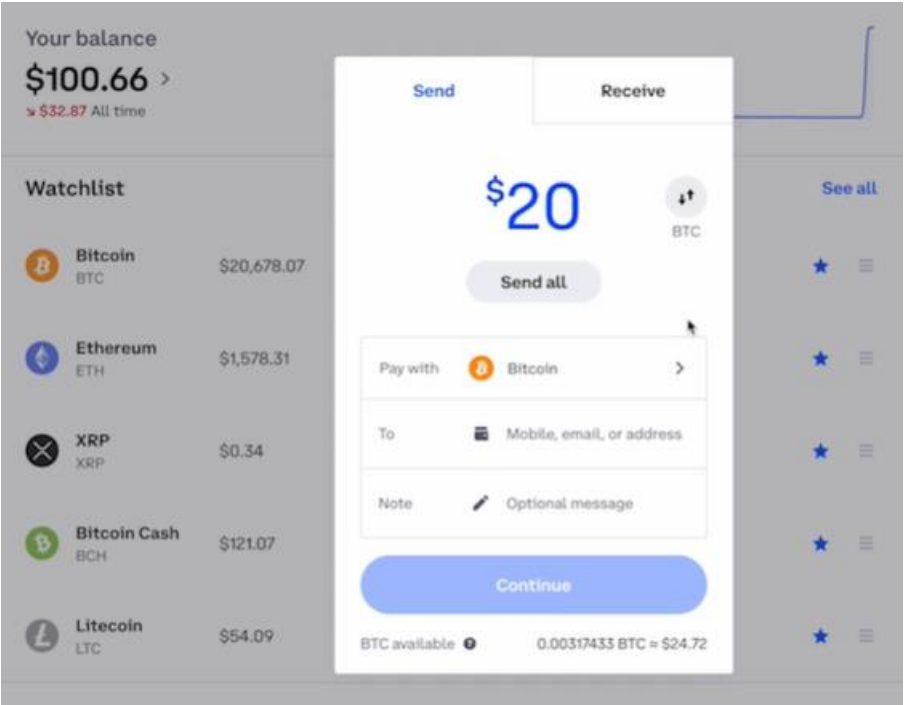 Your balance
$100.66 >
↘ $32.87 All time
Send
Receive
$20
BTC
Send all
Watchlist
See all
Bitcoin
BTC
$20,678.07
Ethereum
ETH
$1,578.31
XRP
XRP
$0.34
Bitcoin Cash
BCH
$121.07
Litecoin
LTC
$54.09
Pay with Bitcoin >
To Mobile, email, or address
Note Optional message
Continue
BTC available 0.00317433 BTC ≈ $24.72